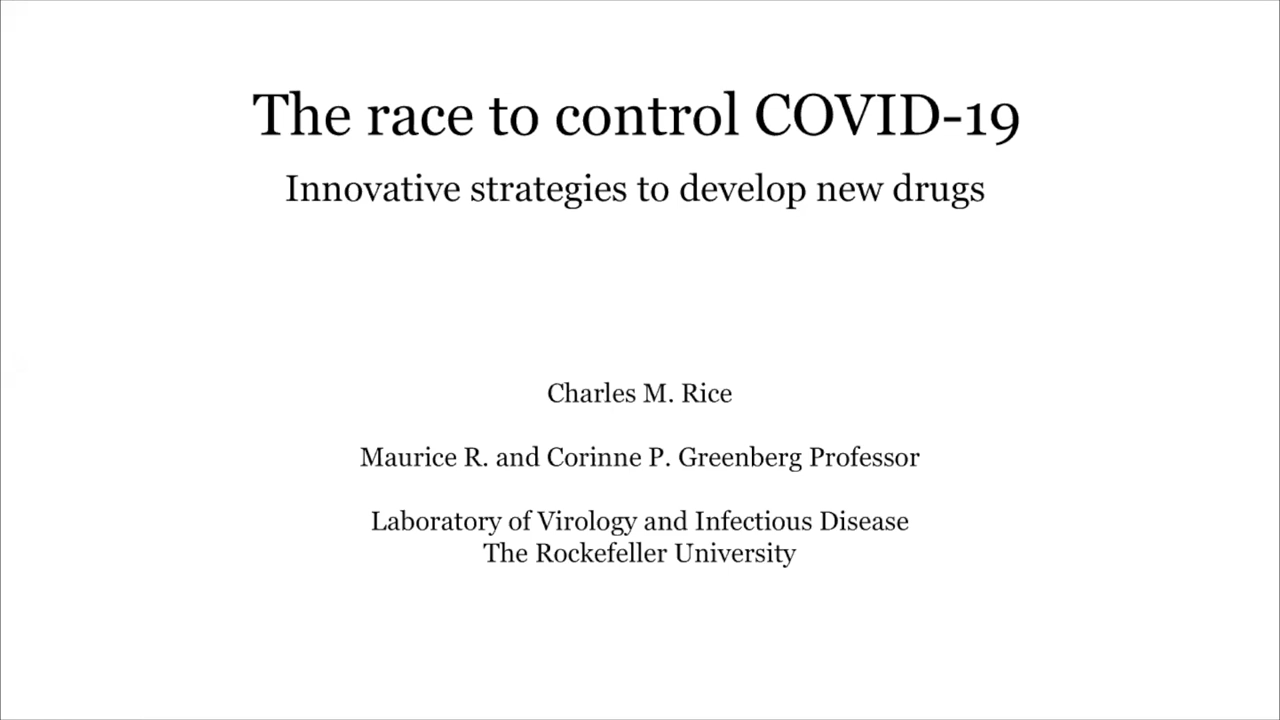 The race to control COVID-19
Innovative strategies to develop new drugs
Charles M. Rice
Maurice R. and Corinne P. Greenberg Professor
Laboratory of Virology and Infectious Disease
The Rockefeller University